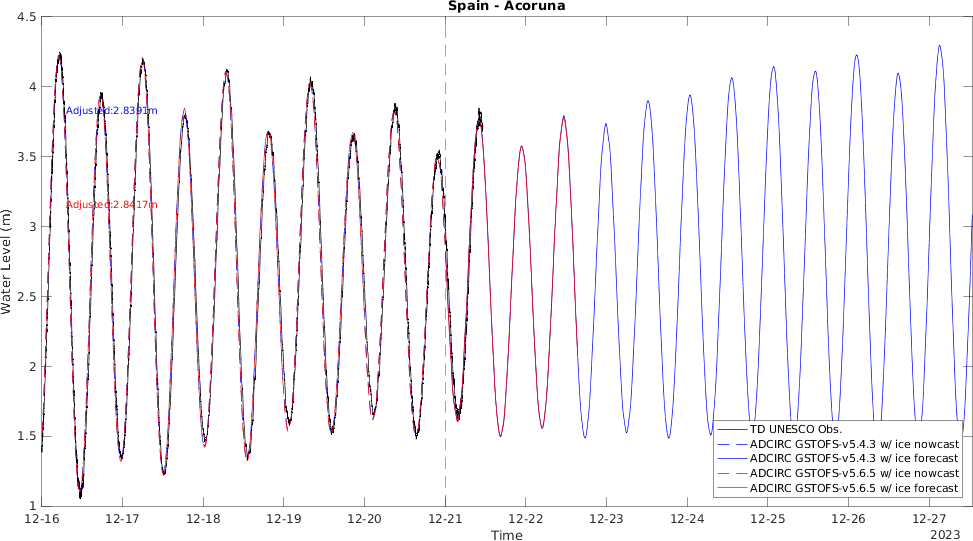 Spain - Acoruna
4.5
4
3.5
3
2.5
2
1.5
1
Water Level (m)
Adjusted:2.8391m
Adjusted:2.8417m
TD UNESCO Obs.
ADCIRC GSTOFS-v5.4.3 w/ ice nowcast
ADCIRC GSTOFS-v5.4.3 w/ ice forecast
ADCIRC GSTOFS-v5.6.5 w/ ice nowcast
ADCIRC GSTOFS-v5.6.5 w/ ice forecast
12-16 12-17 12-18 12-19 12-20 12-21 12-22 12-23 12-24 12-25 12-26 12-27
Time
2023